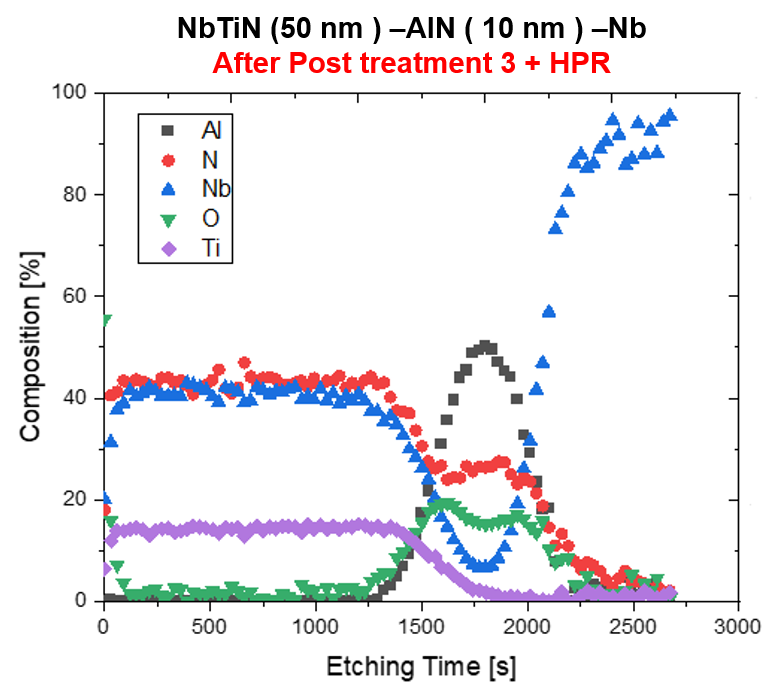 NbTiN (50 nm ) –AlN ( 10 nm ) –Nb
After Post treatment 3 + HPR
100
80
60
40
20
0
Composition [%]
Al
N
Nb
O
Ti
0 500 1000 1500 2000 2500 3000
Etching Time [s]